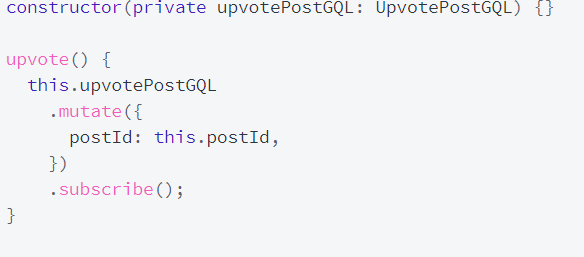 constructor(private upvotePostGQL: UpvotePostGQL) {}

upvote() {
  this.upvotePostGQL
    .mutate({
      postId: this.postId,
    })
    .subscribe();
}